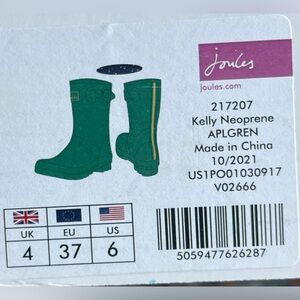 Joules
joules.com
217207
Kelly Neoprene
APLGREN
Made in China
10/2021
US1PO01030917
V02666
UK EU US
4 37 6
5059477626287